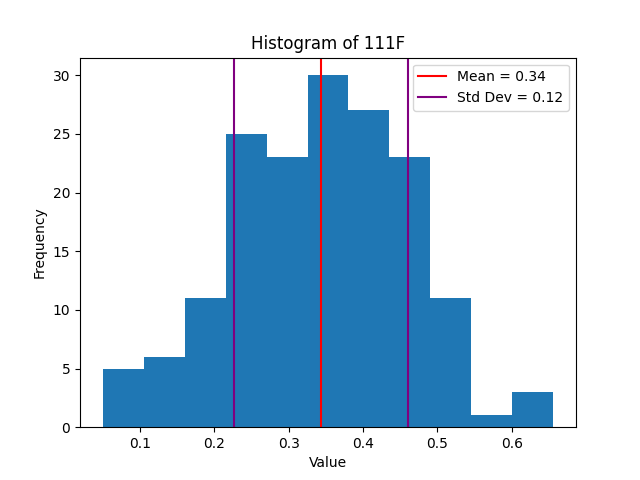 Histogram of 111F
Mean = 0.34
Std Dev = 0.12
30
25
20
15
10
5
0
Frequency
0.1 0.2 0.3 0.4 0.5 0.6
Value